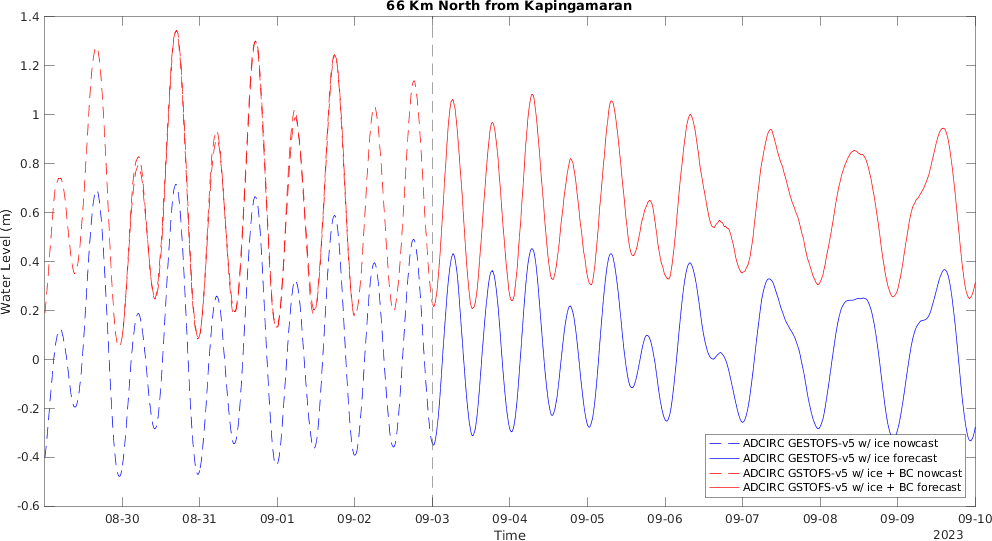 66 Km North from Kapingamaran
1.4
1.2
1
0.8
0.6
0.4
0.2
0
-0.2
-0.4
-0.6
Water Level (m)
ADCIRC GESTOFS-v5 w/ ice nowcast
ADCIRC GESTOFS-v5 w/ ice forecast
ADCIRC GSTOFS-v5 w/ ice + BC nowcast
ADCIRC GSTOFS-v5 w/ ice + BC forecast
08-30 08-31 09-01 09-02 09-03 09-04 09-05 09-06 09-07 09-08 09-09 09-10
Time
2023